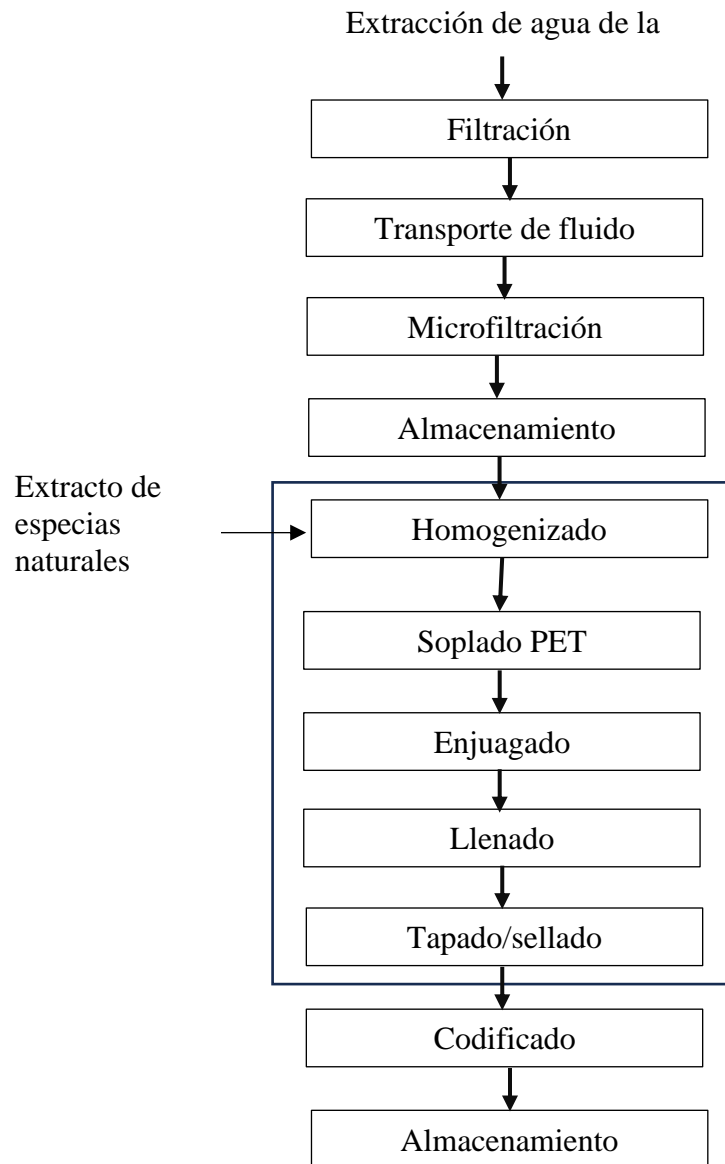 Extracción de agua de la
Filtración
Transporte de fluido
Microfiltración
Almacenamiento
Extracto de
especias
naturales
Homogenizado
Soplado PET
Enjuagado
Llenado
Tapado/sellado
Codificado
Almacenamiento